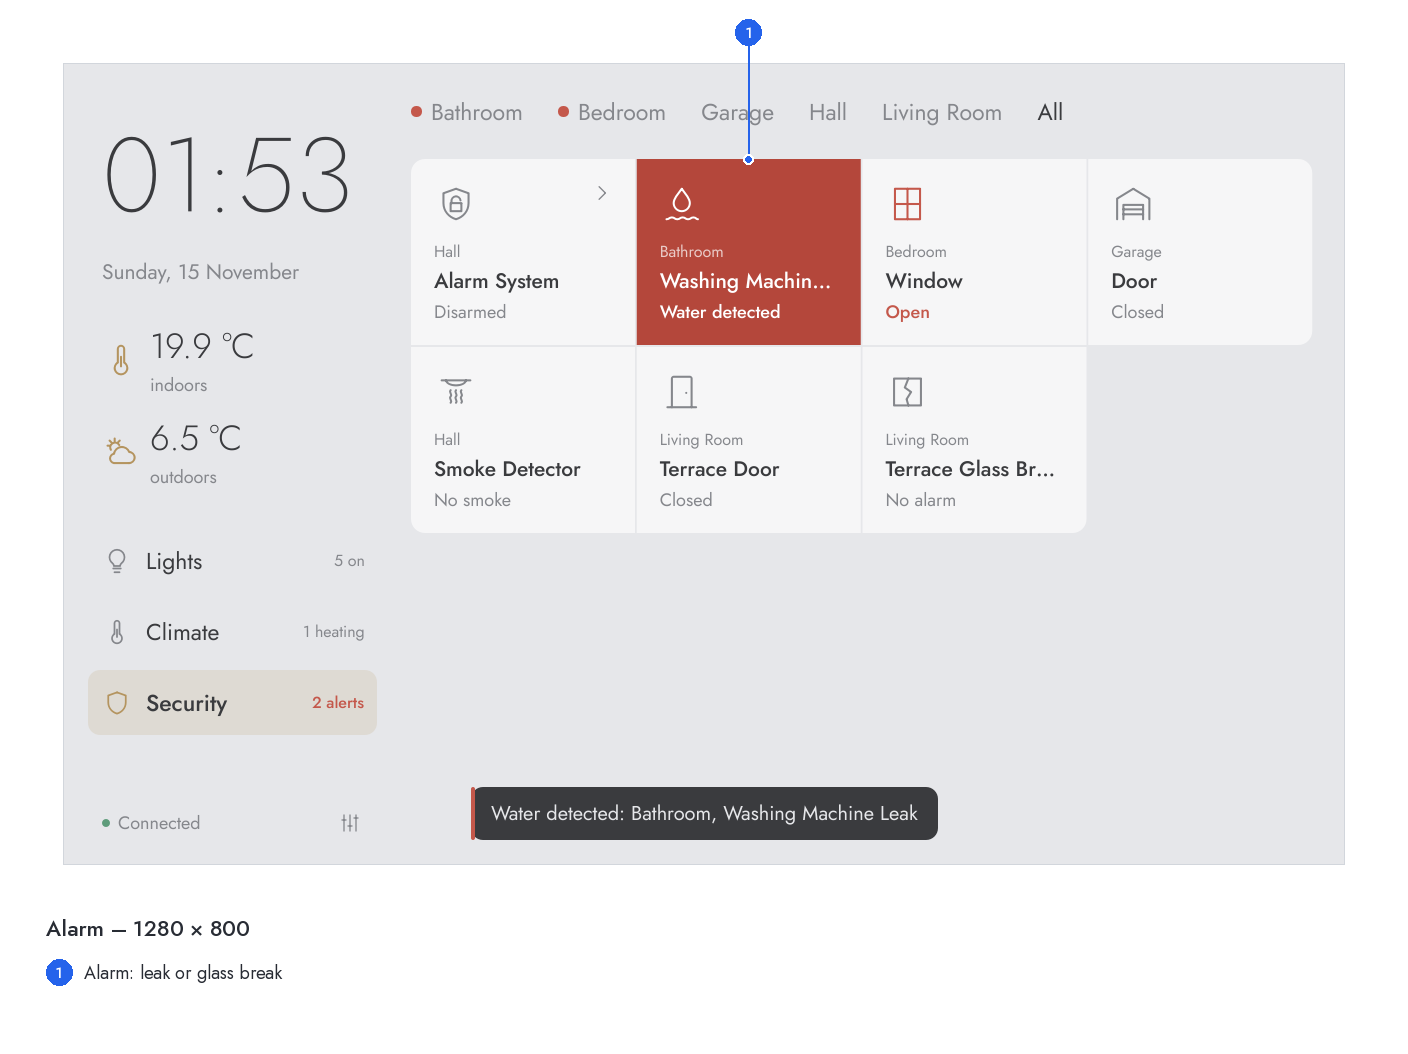 1
Bathroom Bedroom Garage Hall Living Room All
01:53
Sunday, 15 November
19.9 °C
indoors
6.5 °C
outdoors
Lights 5 on
Climate 1 heating
Security 2 alerts
Connected
Hall
Alarm System
Disarmed
Bathroom
Washing Machin...
Water detected
Bedroom
Window
Open
Garage
Door
Closed
Hall
Smoke Detector
No smoke
Living Room
Terrace Door
Closed
Living Room
Terrace Glass Br...
No alarm
Water detected: Bathroom, Washing Machine Leak
Alarm – 1280 × 800
1 Alarm: leak or glass break